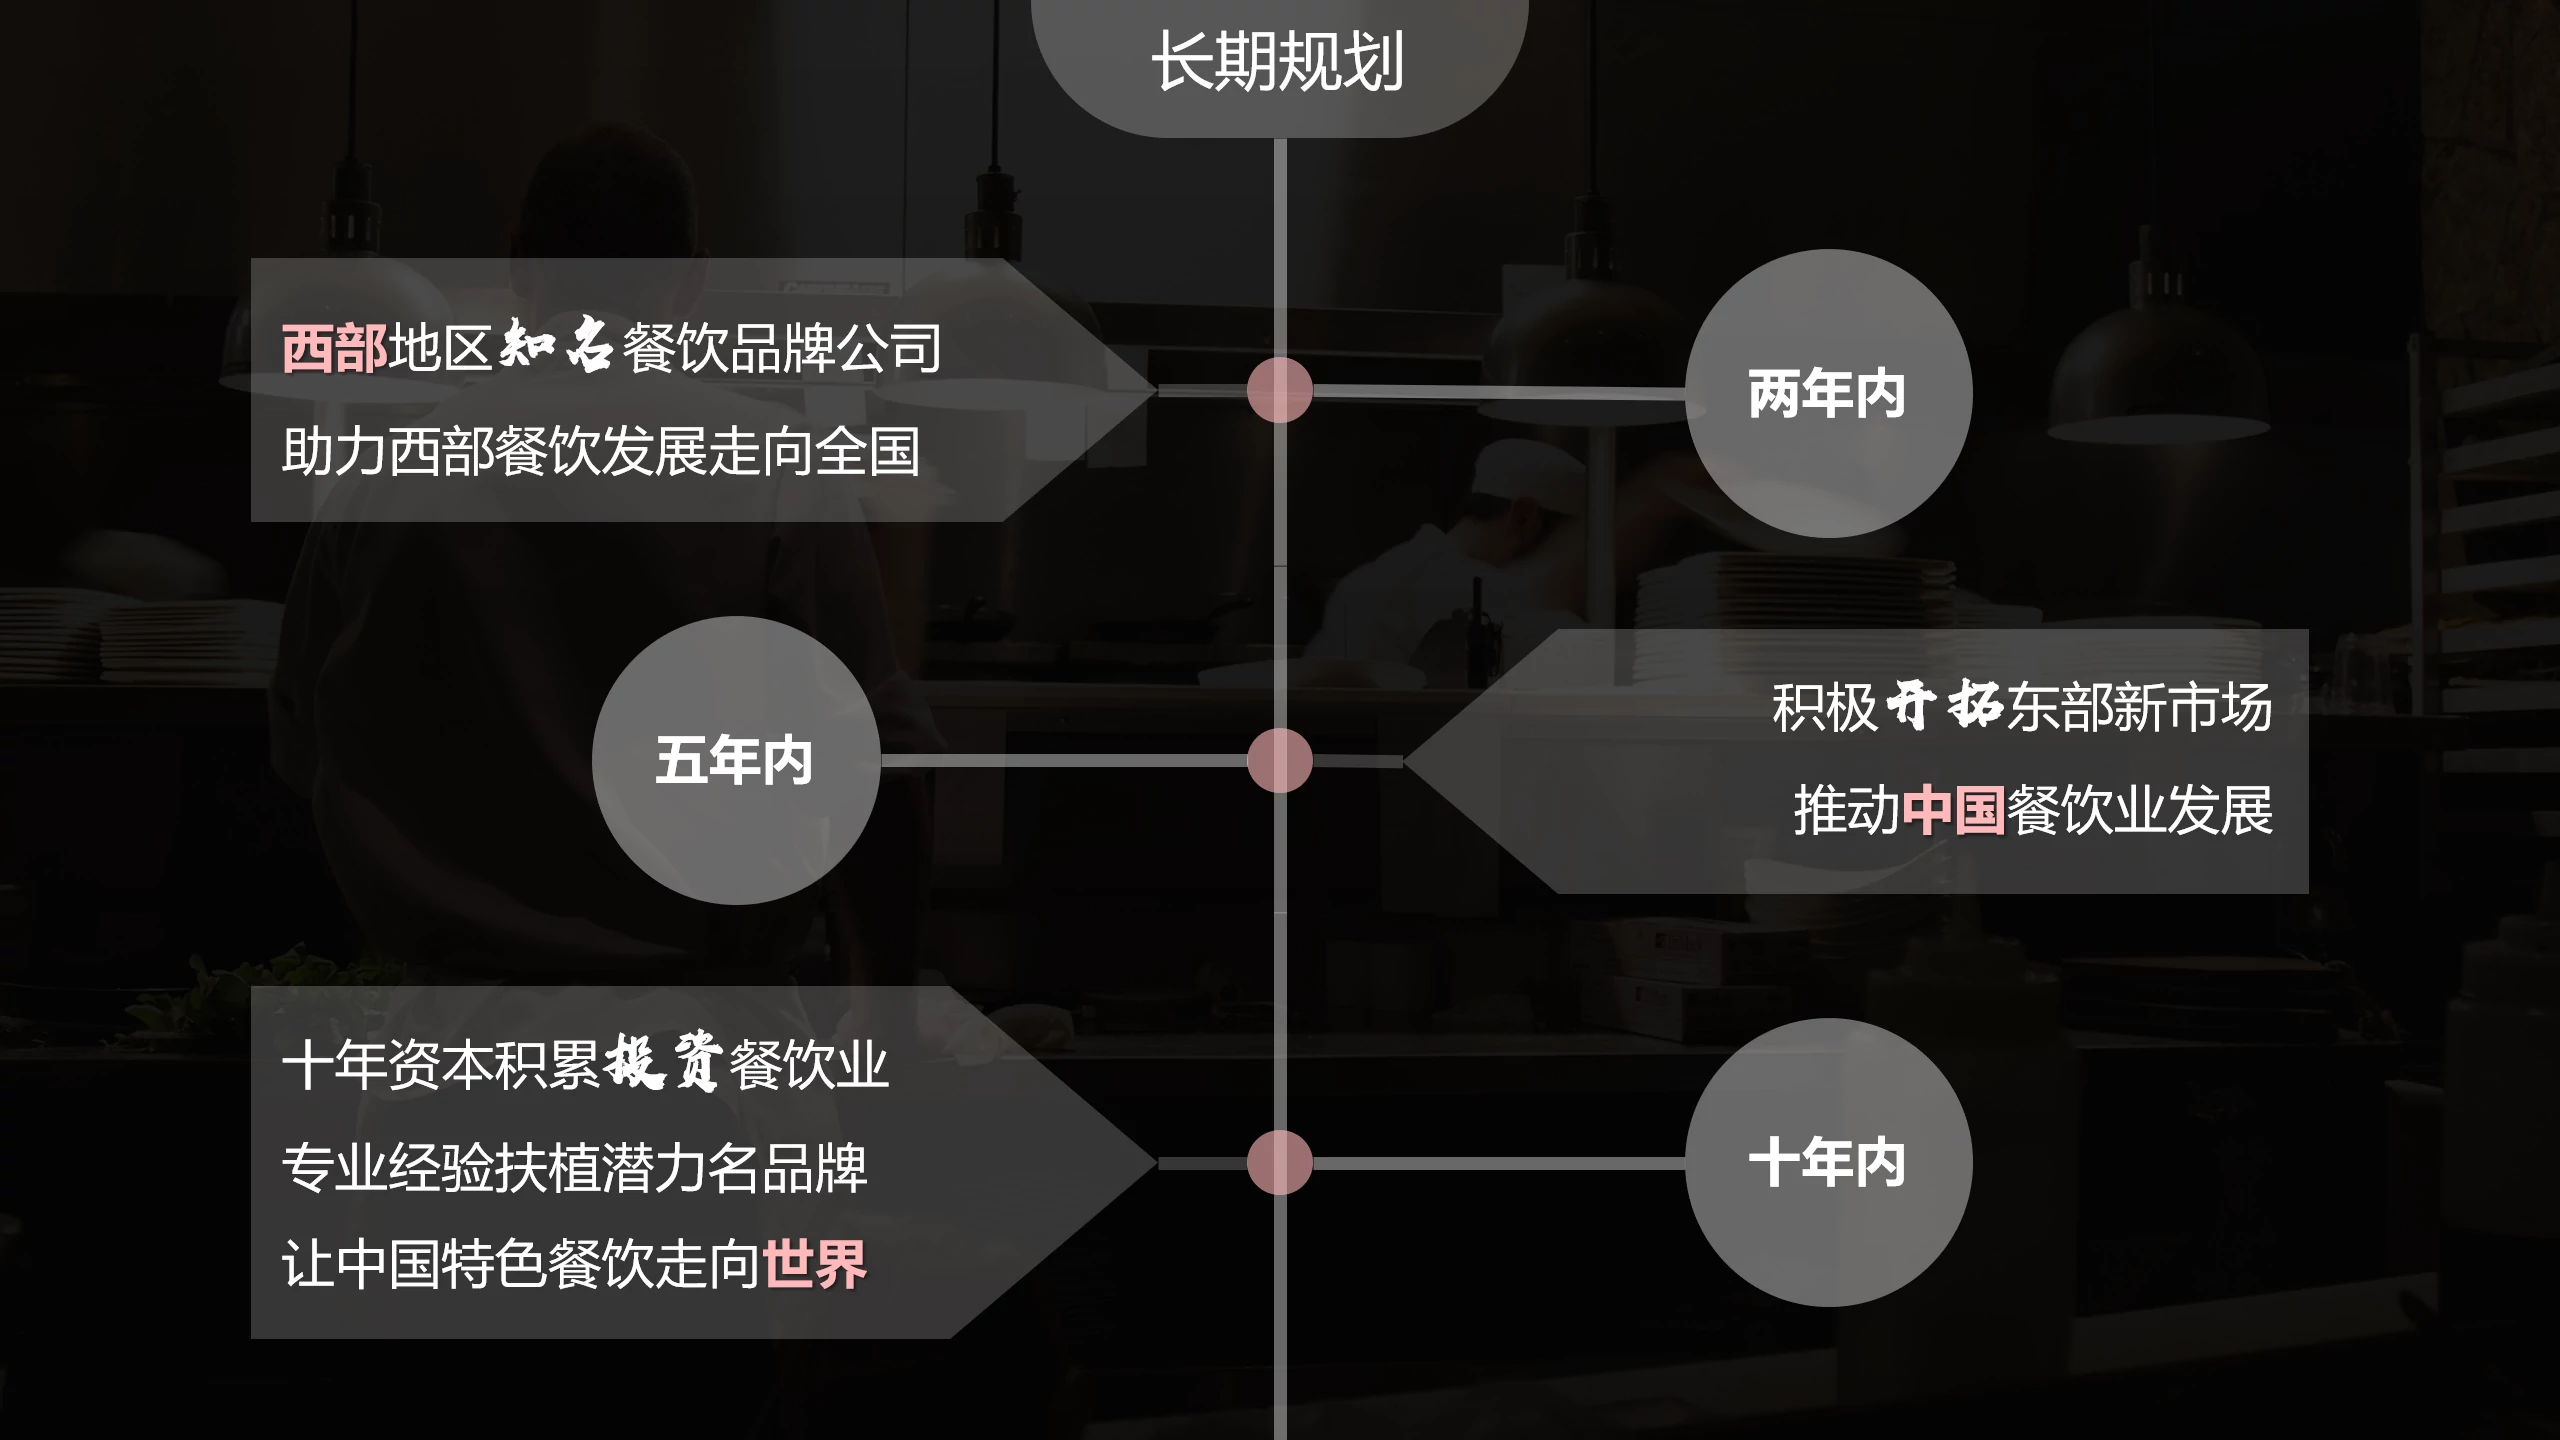 长期规划
西部地区知名餐饮品牌公司
助力西部餐饮发展走向全国
两年内
五年内
积极开拓东部新市场
推动中国餐饮业发展
十年资本积累投资餐饮业
专业经验扶植潜力名品牌
让中国特色餐饮走向世界
十年内